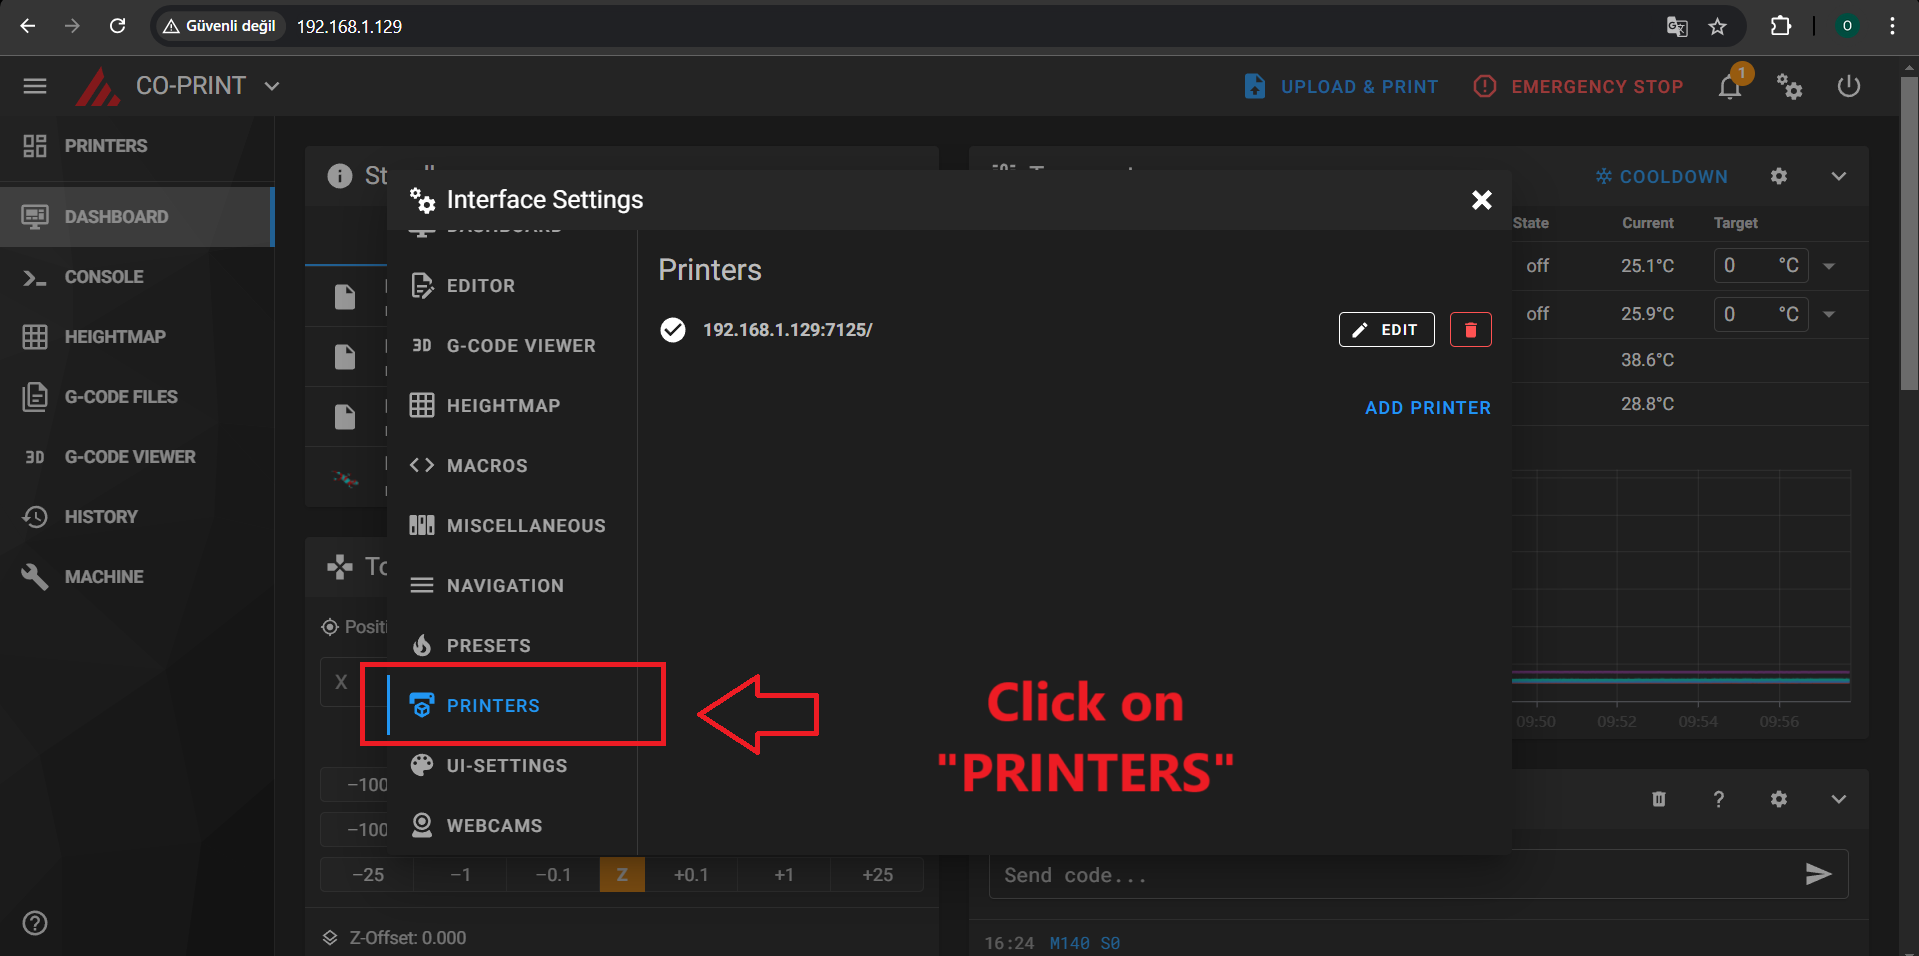 Güvenli değil
192.168.1.129
O
CO-PRINT
UPLOAD & PRINT
EMERGENCY STOP
1
PRINTERS
DASHBOARD
CONSOLE
HEIGHTMAP
G-CODE FILES
3D G-CODE VIEWER
HISTORY
MACHINE
Interface Settings
EDITOR
3D G-CODE VIEWER
HEIGHTMAP
MACROS
MISCELLANEOUS
NAVIGATION
PRESETS
PRINTERS
UI-SETTINGS
WEBCAMS
Printers
192.168.1.129:7125/
EDIT
ADD PRINTER
Click on
"PRINTERS"
COOLDOWN
State Current Target
off 25.1°C 0 °C
off 25.9°C 0 °C
38.6°C
28.8°C
09:50 09:52 09:54 09:56
X
−100
−100
−25 −1 −0.1 Z +0.1 +1 +25
Z-Offset: 0.000
Send code...
16:24 M140 S0